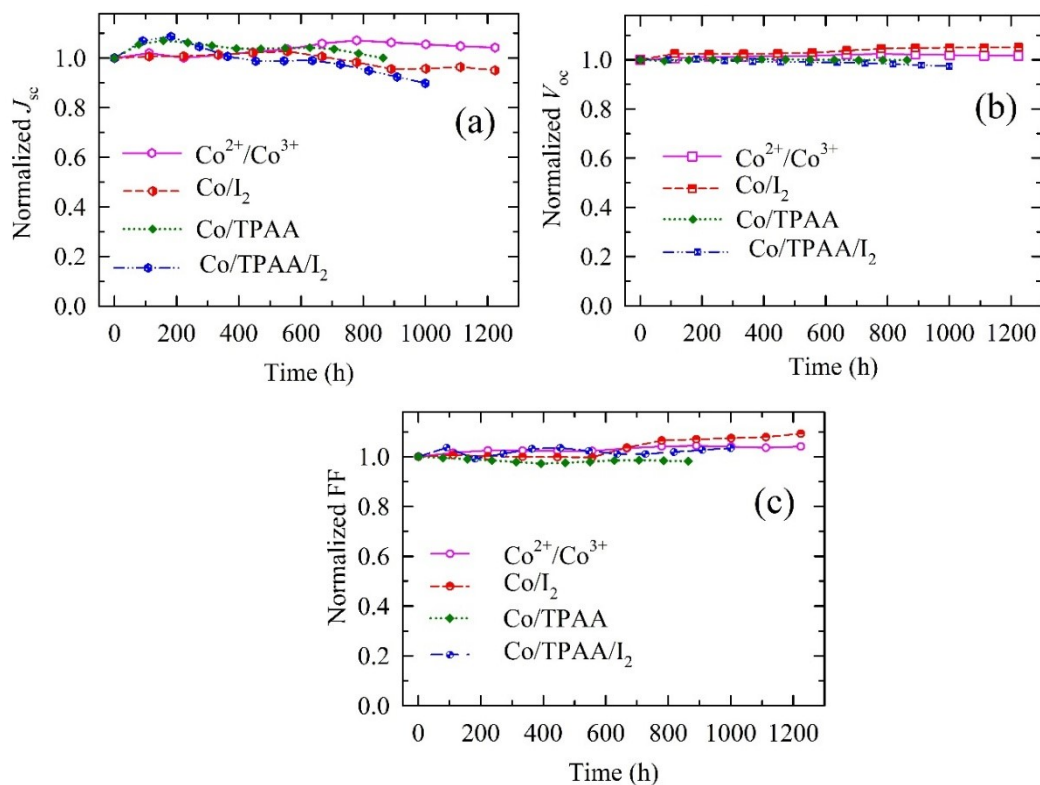 1.0
0.8
0.6
0.4
0.2
0.0
Normalized Jsc
(a)
Co2+/Co3+
Co/I2
Co/TPAA
Co/TPAA/I2
0 200 400 600 800 1000 1200
Time (h)
1.0
0.8
0.6
0.4
0.2
0.0
Normalized Voc
(b)
Co2+/Co3+
Co/I2
Co/TPAA
Co/TPAA/I2
0 200 400 600 800 1000 1200
Time (h)
1.0
0.8
0.6
0.4
0.2
0.0
Normalized FF
(c)
Co2+/Co3+
Co/I2
Co/TPAA
Co/TPAA/I2
0 200 400 600 800 1000 1200
Time (h)